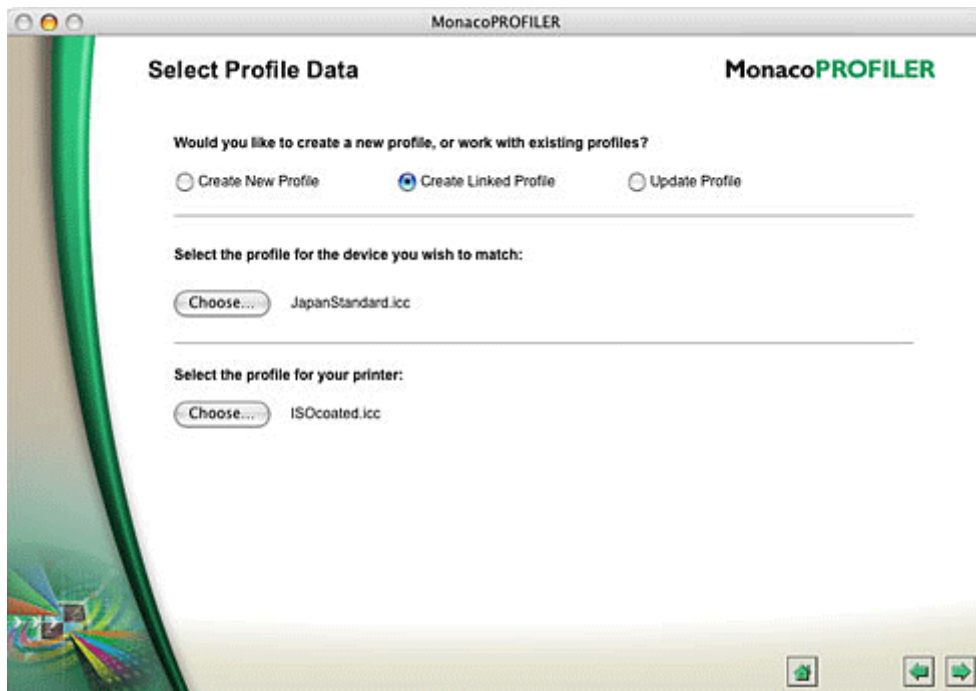 MonacoPROFILER
Select Profile Data
MonacoPROFILER
Would you like to create a new profile, or work with existing profiles?
Create New Profile Create Linked Profile Update Profile
Select the profile for the device you wish to match:
Choose... JapanStandard.icc
Select the profile for your printer:
Choose... ISOcoated.icc